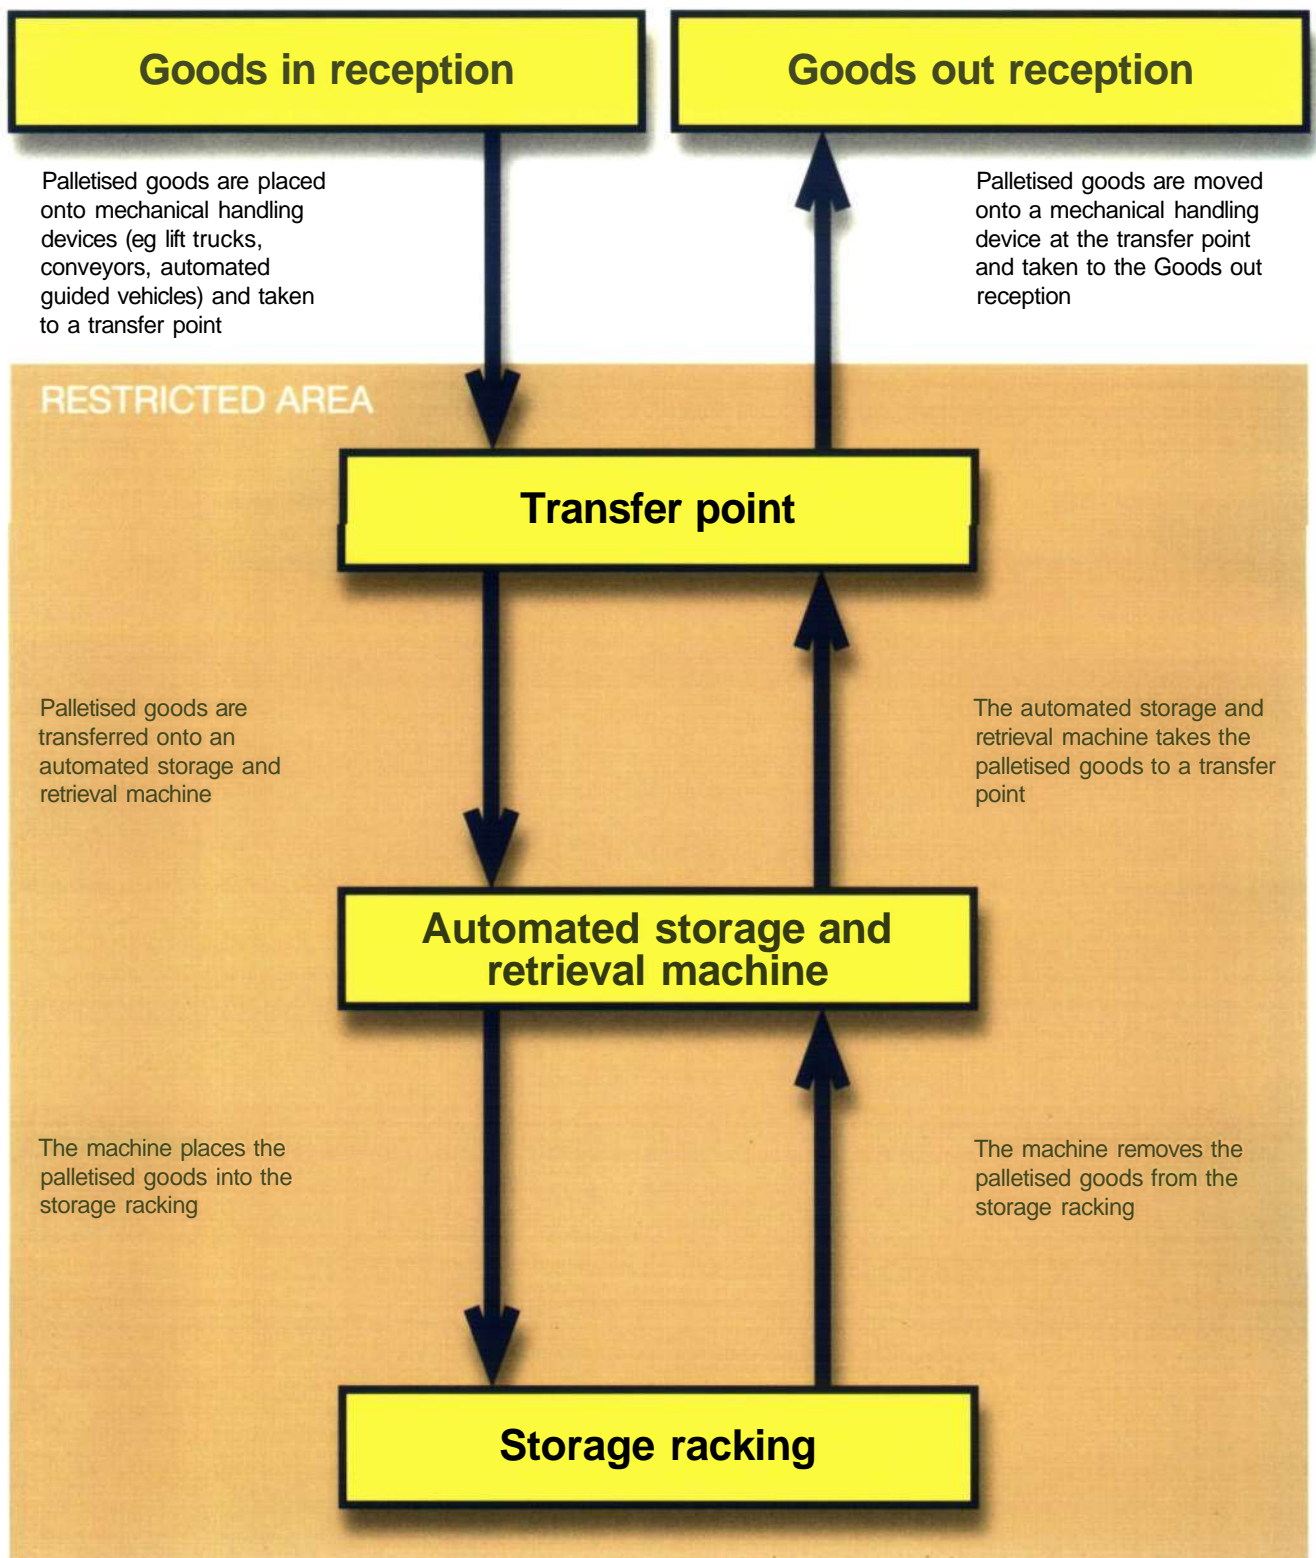 Goods in reception
Goods out reception
Palletised goods are placed
onto mechanical handling
devices (eg lift trucks,
conveyors, automated
guided vehicles) and taken
to a transfer point
Palletised goods are moved
onto a mechanical handling
device at the transfer point
and taken to the Goods out
reception
RESTRICTED AREA
Transfer point
Palletised goods are
transferred onto an
automated storage and
retrieval machine
The automated storage and
retrieval machine takes the
palletised goods to a transfer
point
Automated storage and
retrieval machine
The machine places the
palletised goods into the
storage racking
The machine removes the
palletised goods from the
storage racking
Storage racking